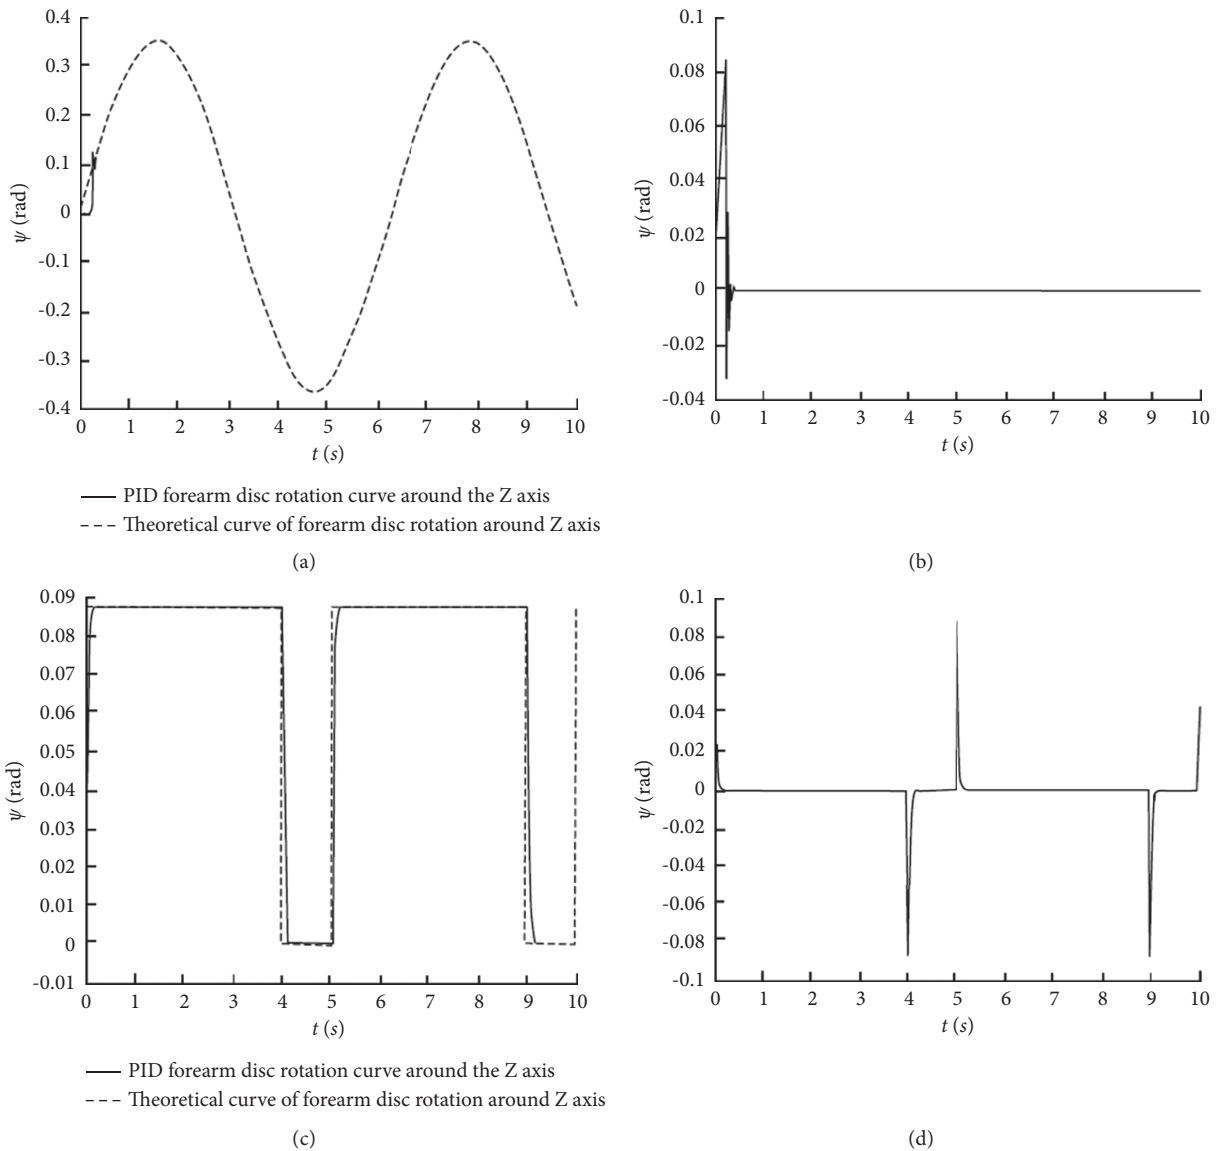 0.4
0.3
0.2
0.1
0
-0.1
-0.2
-0.3
-0.4
ψ (rad)
0 1 2 3 4 5 6 7 8 9 10
t (s)
PID forearm disc rotation curve around the Z axis
Theoretical curve of forearm disc rotation around Z axis
(a)
0.1
0.08
0.06
0.04
0.02
0
-0.02
-0.04
ψ (rad)
0 1 2 3 4 5 6 7 8 9 10
t (s)
(b)
0.09
0.08
0.07
0.06
0.05
0.04
0.03
0.02
0.01
0
-0.01
ψ (rad)
0 1 2 3 4 5 6 7 8 9 10
t (s)
PID forearm disc rotation curve around the Z axis
Theoretical curve of forearm disc rotation around Z axis
(c)
0.1
0.08
0.06
0.04
0.02
0
-0.02
-0.04
-0.06
-0.08
-0.1
ψ (rad)
0 1 2 3 4 5 6 7 8 9 10
t (s)
(d)